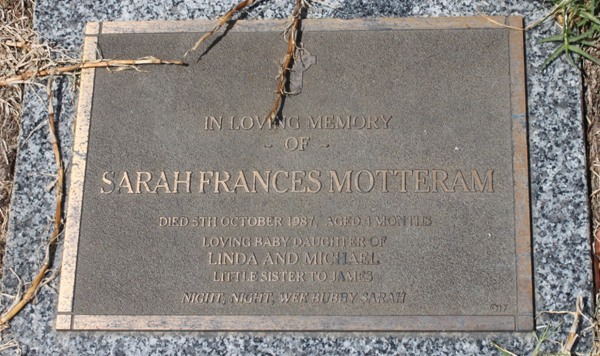 IN LOVING MEMORY
- OF -
SARAH FRANCES MOTTERAM
DIED 5TH OCTOBER 1987, AGED 4 MONTHS
LOVING BABY DAUGHTER OF
LINDA AND MICHAEL
LITTLE SISTER TO JAMES
NIGHT, NIGHT, WEE BUBBY SARAH